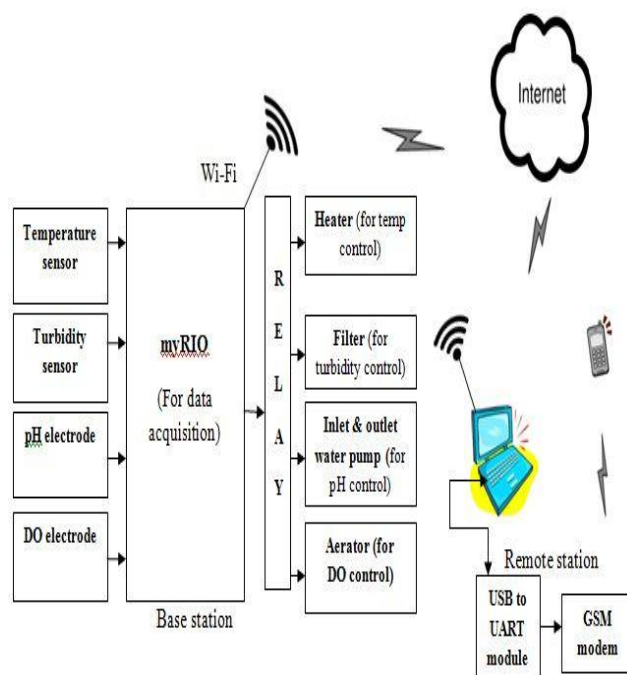 Internet
Wi-Fi
Temperature
sensor
Turbidity
sensor
pH electrode
DO electrode
myRIO
(For data
acquisition)
Base station
R
E
L
A
Y
Heater (for temp
control)
Filter (for
turbidity control)
Inlet & outlet
water pump (for
pH control)
Aerator (for
DO control)
Remote station
USB to
UART
module
GSM
modem